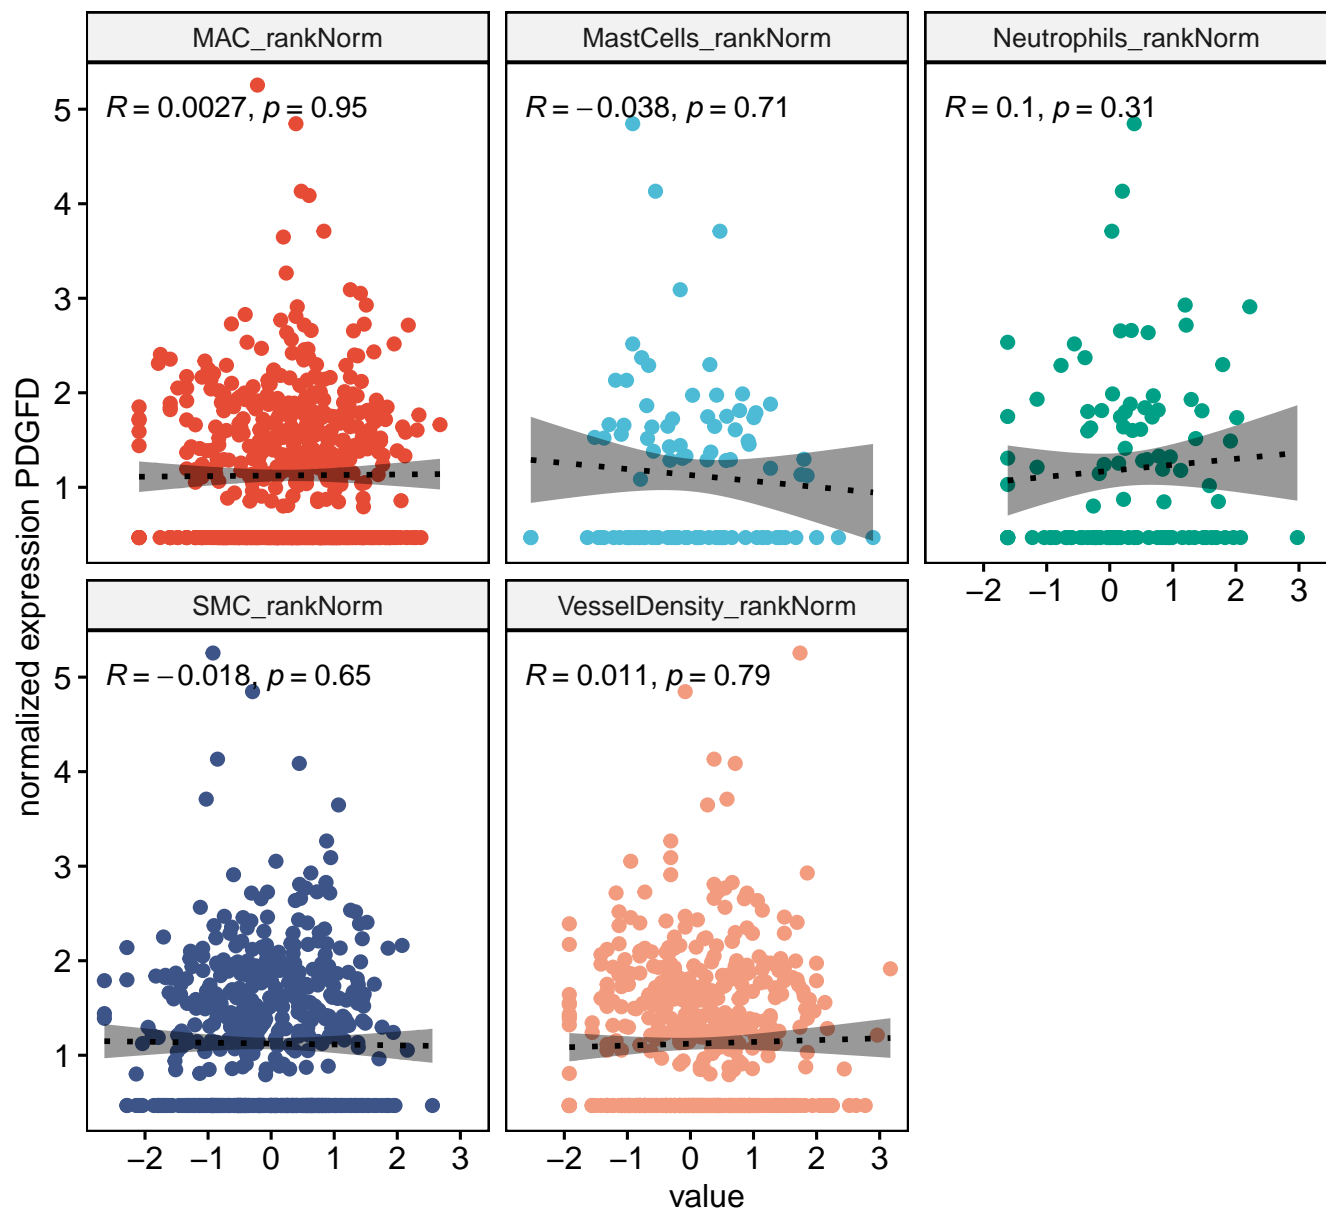 MAC_rankNorm
MastCells_rankNorm
Neutrophils_rankNorm
R = 0.0027, p = 0.95
R = −0.038, p = 0.71
R = 0.1, p = 0.31
5
4
3
2
1
−2 −1 0 1 2 3
SMC_rankNorm
VesselDensity_rankNorm
R = −0.018, p = 0.65
R = 0.011, p = 0.79
5
4
3
2
1
−2 −1 0 1 2 3
−2 −1 0 1 2 3
normalized expression PDGFD
value